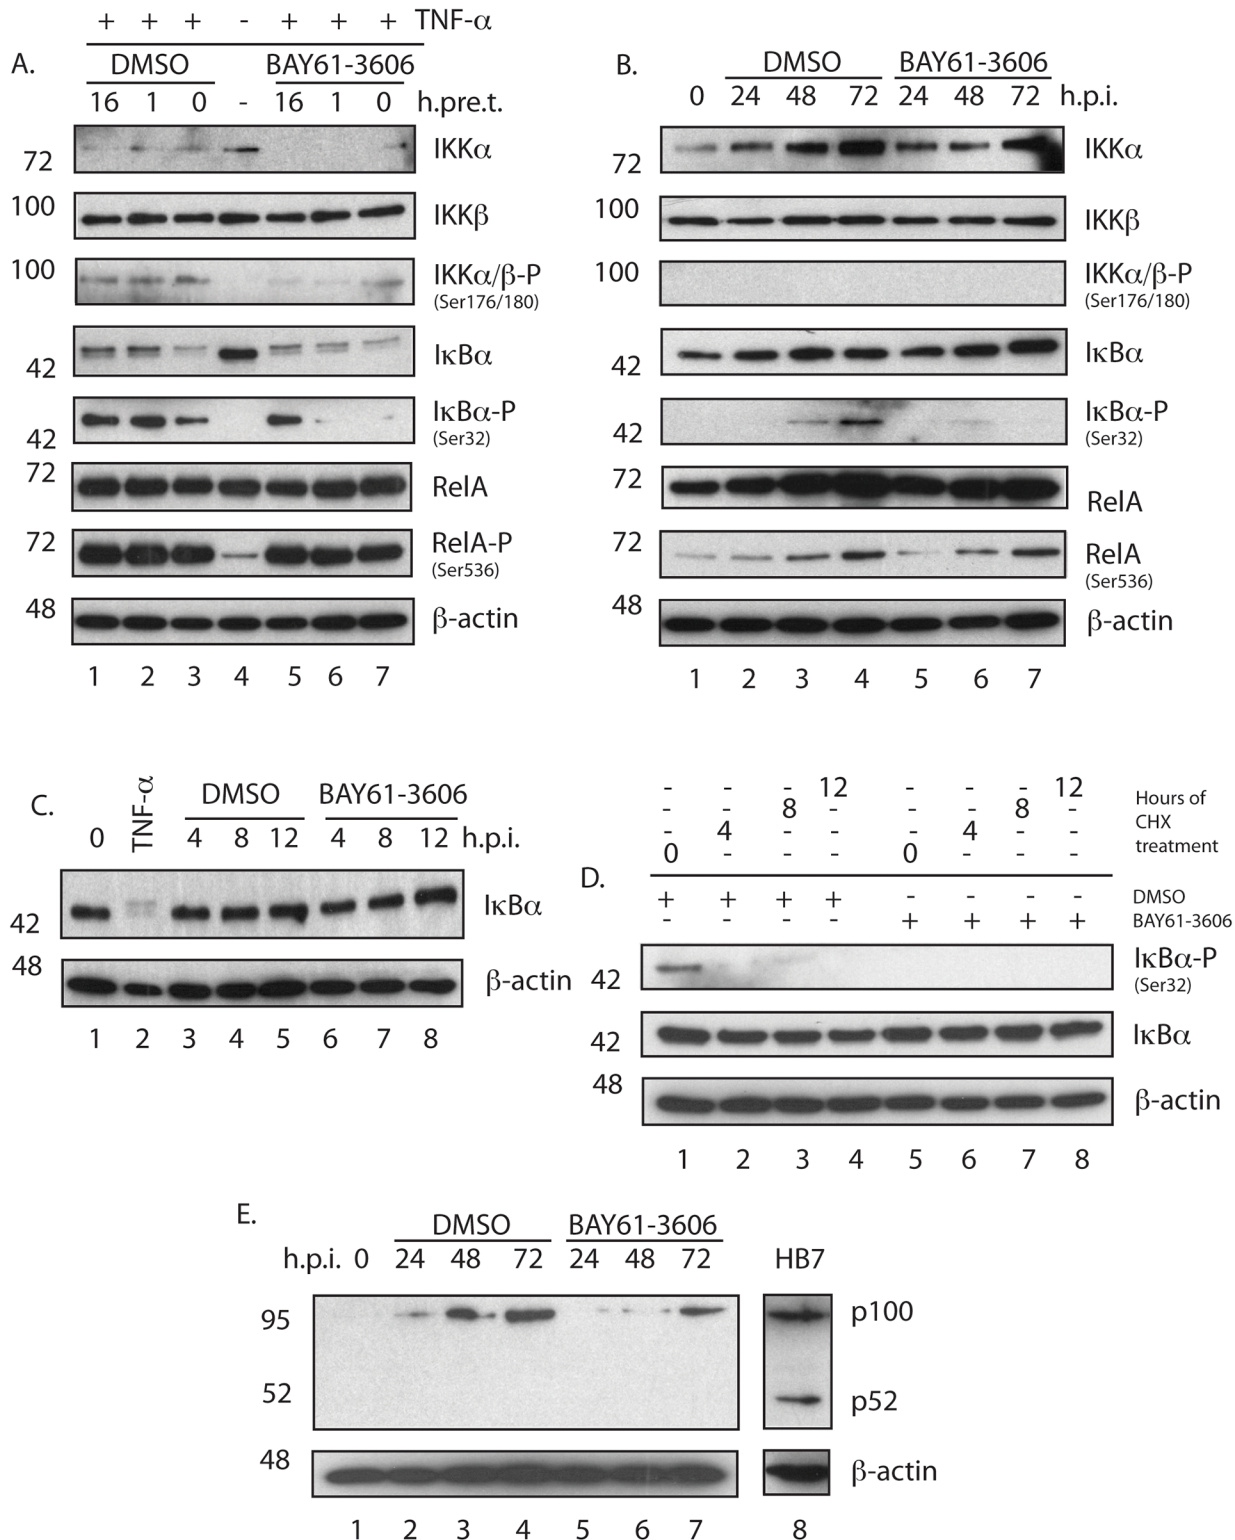 + + + - + + + TNF-α
A. DMSO BAY61-3606
16 1 0 - 16 1 0 h.pre.t.
72 IKKα
100 IKKβ
100 IKKα/β-P
(Ser176/180)
42 IκBα
42 IκBα-P
(Ser32)
72 RelA
72 RelA-P
(Ser536)
48 β-actin
1 2 3 4 5 6 7
B. DMSO BAY61-3606
0 24 48 72 24 48 72 h.p.i.
72 IKKα
100 IKKβ
100 IKKα/β-P
(Ser176/180)
42 IκBα
42 IκBα-P
(Ser32)
72 RelA
72 RelA
(Ser536)
48 β-actin
1 2 3 4 5 6 7
C. DMSO BAY61-3606
0 TNF-α 4 8 12 4 8 12 h.p.i.
42 IκBα
48 β-actin
1 2 3 4 5 6 7 8
D.
- - - 12 - - - 12 Hours of
- - 8 - - - 8 - CHX
- 4 - - - 4 - - treatment
0 - - - 0 - - -
+ + + + - - - - DMSO
- - - - + + + + BAY61-3606
42 IκBα-P
(Ser32)
42 IκBα
48 β-actin
1 2 3 4 5 6 7 8
E. DMSO BAY61-3606
h.p.i. 0 24 48 72 24 48 72 HB7
95 p100
52 p52
48 β-actin
1 2 3 4 5 6 7 8